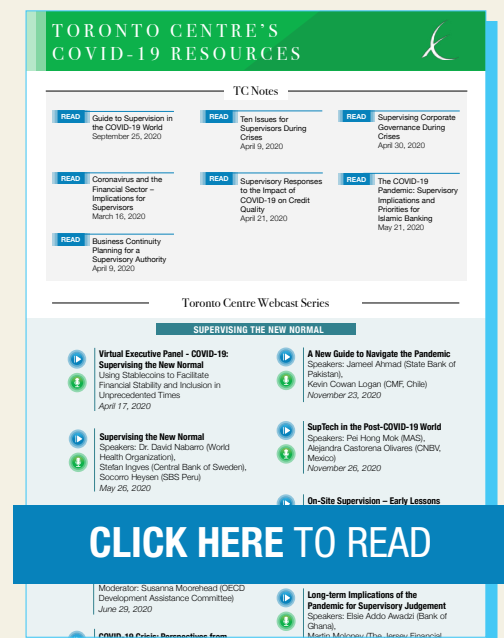 TORONTO CENTRE'S
COVID-19 RESOURCES
TC Notes
READ
Guide to Supervision in
the COVID-19 World
September 25, 2020
READ
Ten Issues for
Supervisors During
Crises
April 9, 2020
READ
Supervising Corporate
Governance During
Crises
April 30, 2020
READ
Coronavirus and the
Financial Sector –
Implications for
Supervisors
March 16, 2020
READ
Supervisory Responses
to the Impact of
COVID-19 on Credit
Quality
April 21, 2020
READ
The COVID-19
Pandemic: Supervisory
Implications and
Priorities for
Islamic Banking
May 21, 2020
READ
Business Continuity
Planning for a
Supervisory Authority
April 9, 2020
Toronto Centre Webcast Series
SUPERVISING THE NEW NORMAL
Virtual Executive Panel - COVID-19:
Supervising the New Normal
Using Stablecoins to Facilitate
Financial Stability and Inclusion in
Unprecedented Times
April 17, 2020
Supervising the New Normal
Speakers: Dr. David Nabarro (World
Health Organization),
Stefan Ingves (Central Bank of Sweden),
Socorro Heysen (SBS Peru)
May 26, 2020
A New Guide to Navigate the Pandemic
Speakers: Jameel Ahmad (State Bank of
Pakistan),
Kevin Cowan Logan (CMF, Chile)
November 23, 2020
SupTech in the Post-COVID-19 World
Speakers: Pei Hong Mok (MAS),
Alejandra Castorena Olivares (CNBV,
Mexico)
November 26, 2020
On-Site Supervision – Early Lessons
CLICK HERE TO READ
Moderator: Susanna Moorehead (OECD
Development Assistance Committee)
June 29, 2020
COVID-19 Crisis: Perspectives from
Long-term Implications of the
Pandemic for Supervisory Judgement
Speakers: Elsie Addo Awadzi (Bank of
Ghana),
Martin Moloney (The Jersey Financial